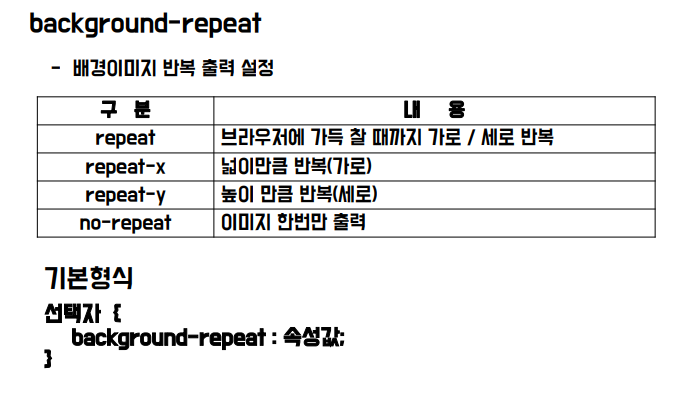 background-repeat
- 배경이미지 반복 출력 설정
구 분 내 용
repeat 브라우저에 가득 찰 때까지 가로 / 세로 반복
repeat-x 넓이만큼 반복(가로)
repeat-y 높이 만큼 반복(세로)
no-repeat 이미지 한번만 출력
기본형식
선택자 {
background-repeat : 속성값;
}